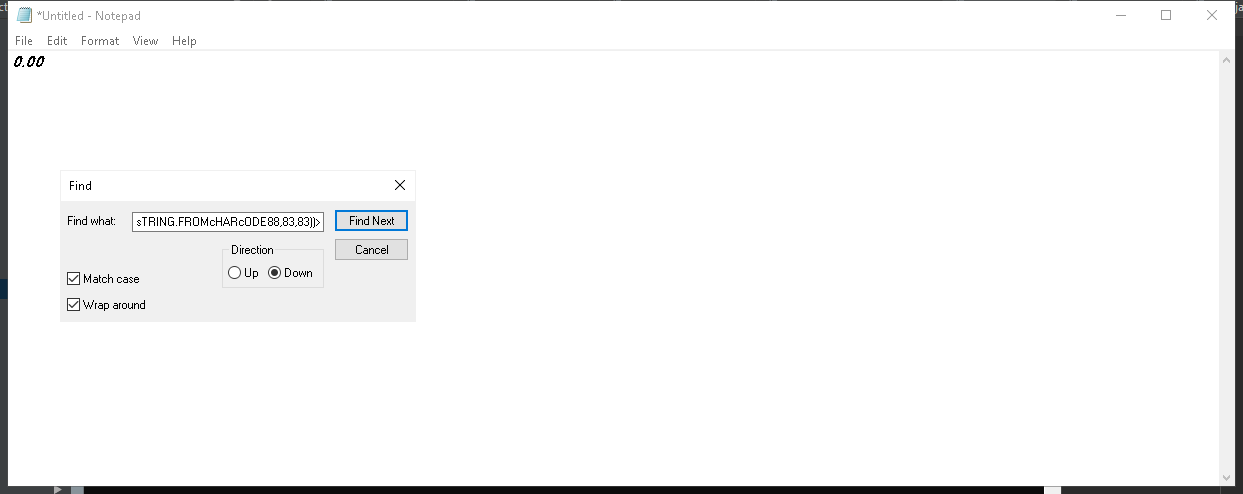 *Untitled - Notepad
File Edit Format View Help
0.00
Find
Find what: sTRING.FROMcHARcODE88,83,83))> Find Next
Direction Cancel
Up Down
Match case
Wrap around